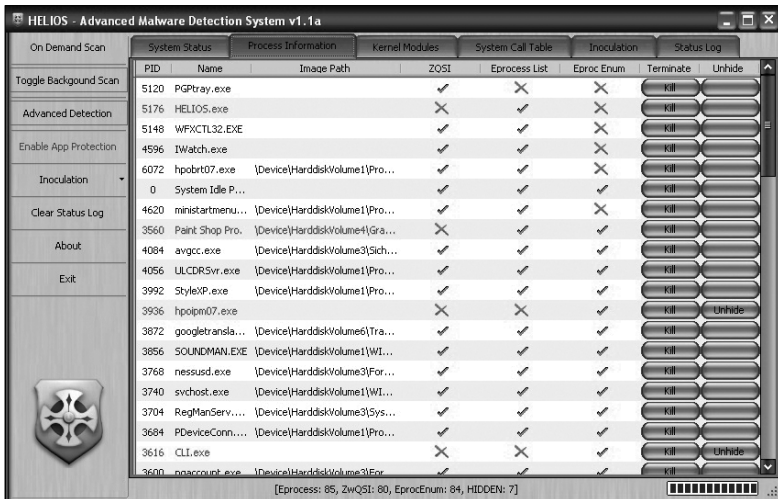 HELIOS - Advanced Malware Detection System v1.1a
On Demand Scan
Toggle Backgound Scan
Advanced Detection
Enable App Protection
Inoculation
Clear Status Log
About
Exit
System Status Process Information Kernel Modules System Call Table Inoculation Status Log
PID Name Image Path ZQSI Eprocess List Eproc Enum Terminate Unhide
5120 PGPtray.exe Kill
5176 HELIOS.exe Kill
5148 WFXCTL32.EXE Kill
4596 IWatch.exe Kill
6072 hpobrt07.exe \Device\HarddiskVolume1\Pro... Kill
0 System Idle P... Kill
4620 ministartmenu... \Device\HarddiskVolume1\Pro... Kill
3560 Paint Shop Pro. \Device\HarddiskVolume4\Gra... Kill
4084 avgcc.exe \Device\HarddiskVolume3\Sich... Kill
4056 ULCDRSvr.exe \Device\HarddiskVolume1\Pro... Kill
3992 StyleXP.exe \Device\HarddiskVolume1\Pro... Kill
3936 hpoipm07.exe Kill Unhide
3872 googletransla... \Device\HarddiskVolume6\Tra... Kill
3856 SOUNDMAN.EXE \Device\HarddiskVolume1\WI... Kill
3768 nessusd.exe \Device\HarddiskVolume3\For... Kill
3740 svchost.exe \Device\HarddiskVolume1\WI... Kill
3704 RegManServ.... \Device\HarddiskVolume3\Sys... Kill
3684 PDeviceConn.... \Device\HarddiskVolume1\Pro... Kill
3616 CLI.exe Kill Unhide
3600 npaccount.exe \Device\HarddiskVolume3\For Kill
[Eprocess: 85, ZwQSI: 80, EprocEnum: 84, HIDDEN: 7]